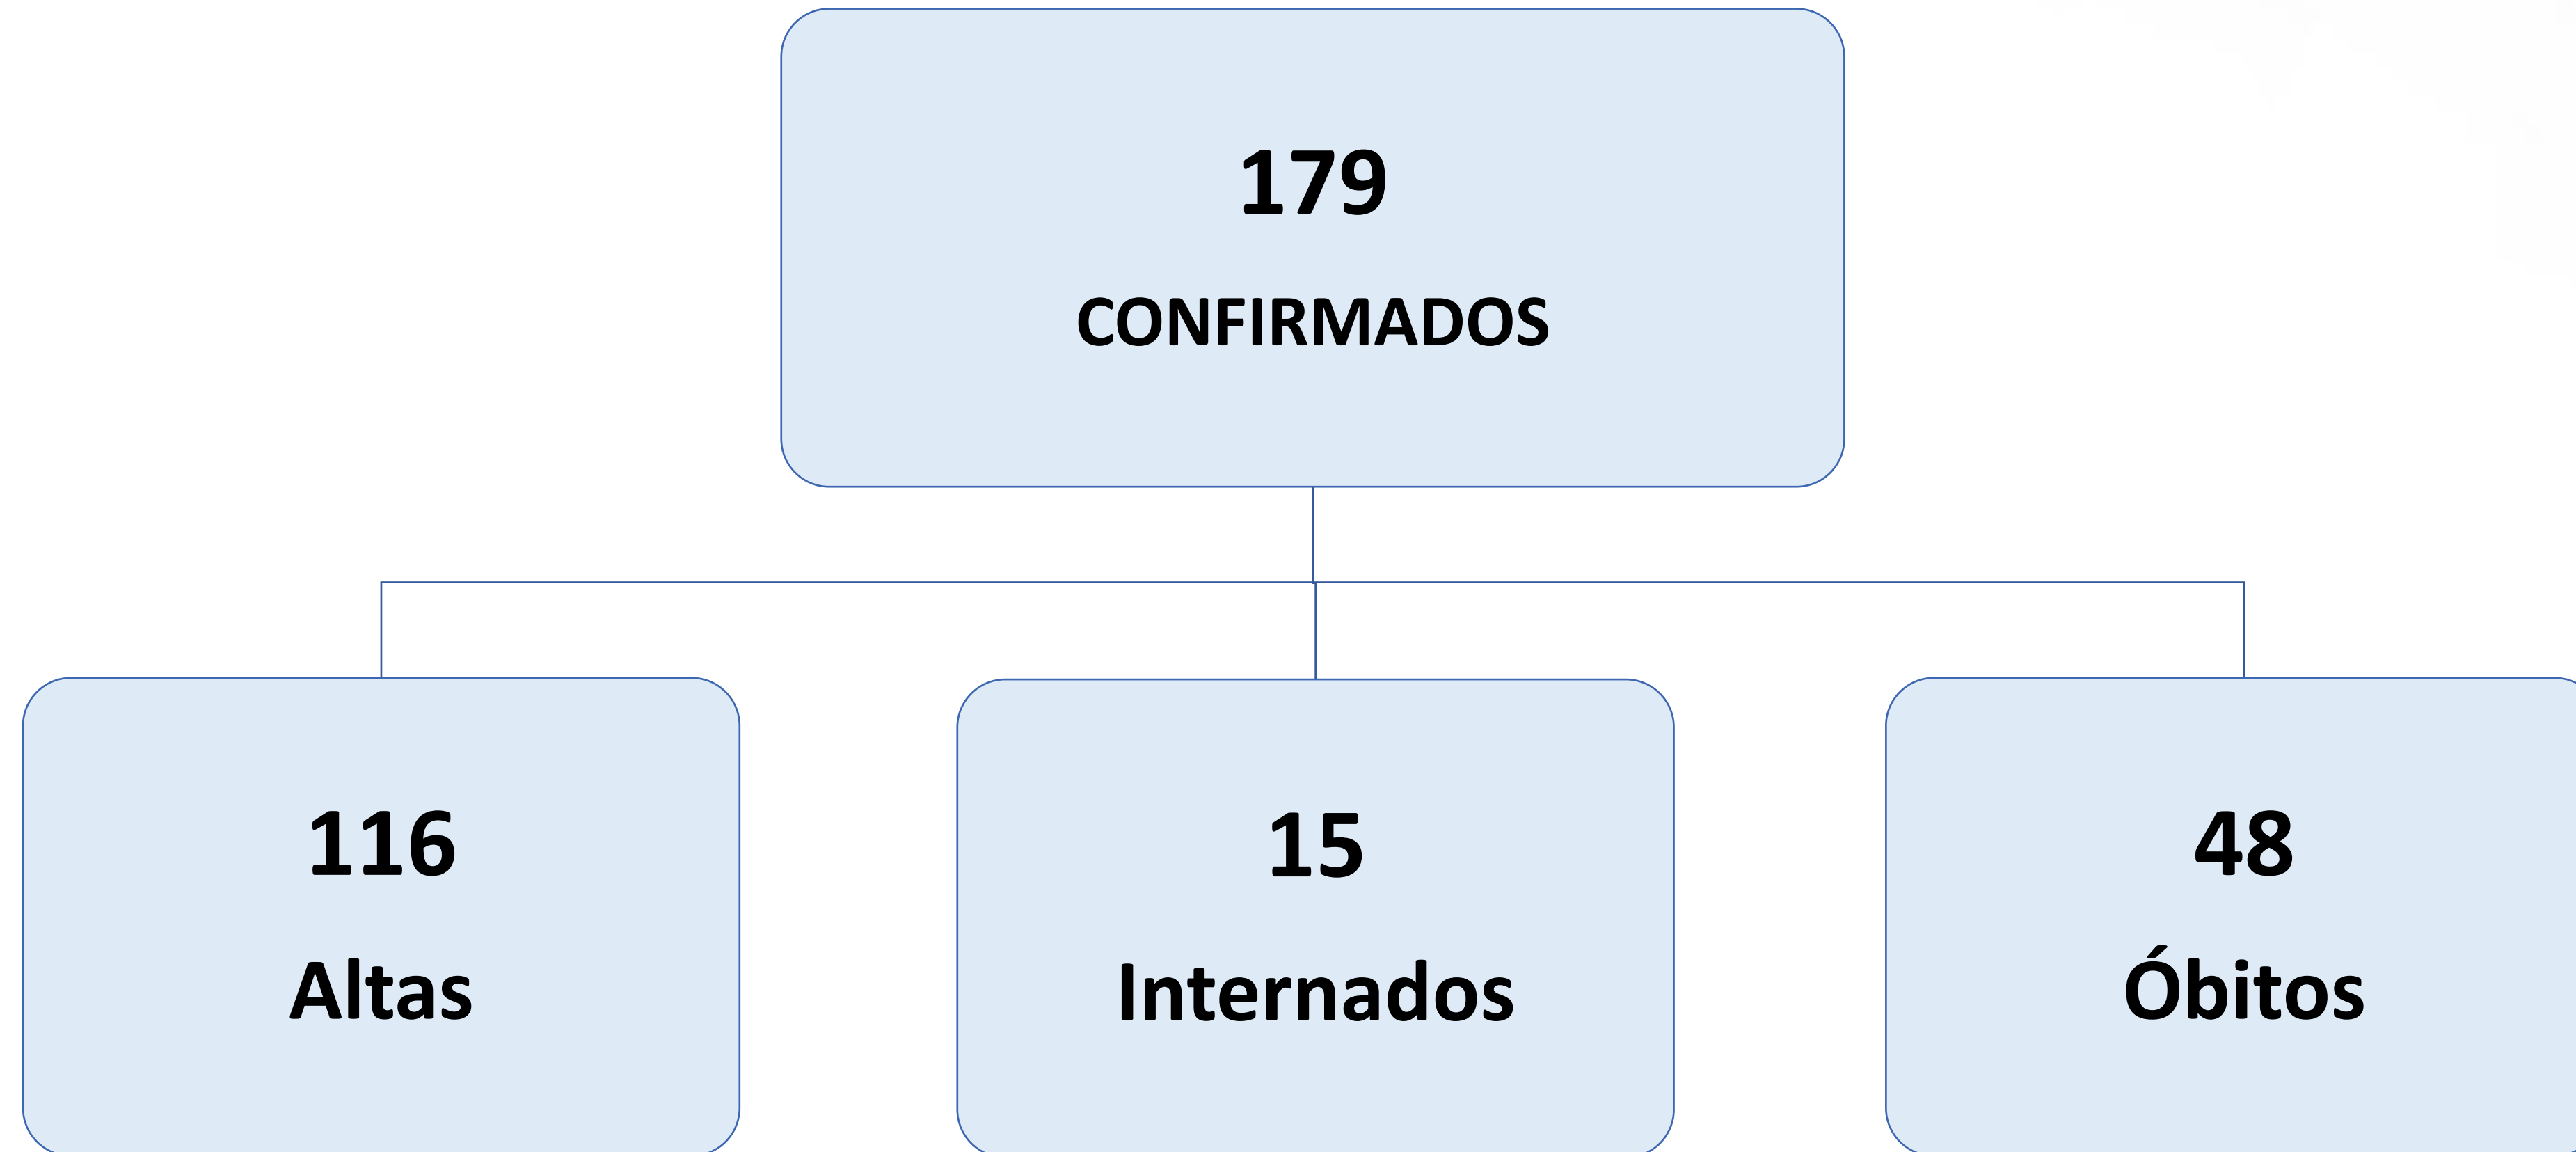 179
CONFIRMADOS
116
Altas
15
Internados
48
Óbitos